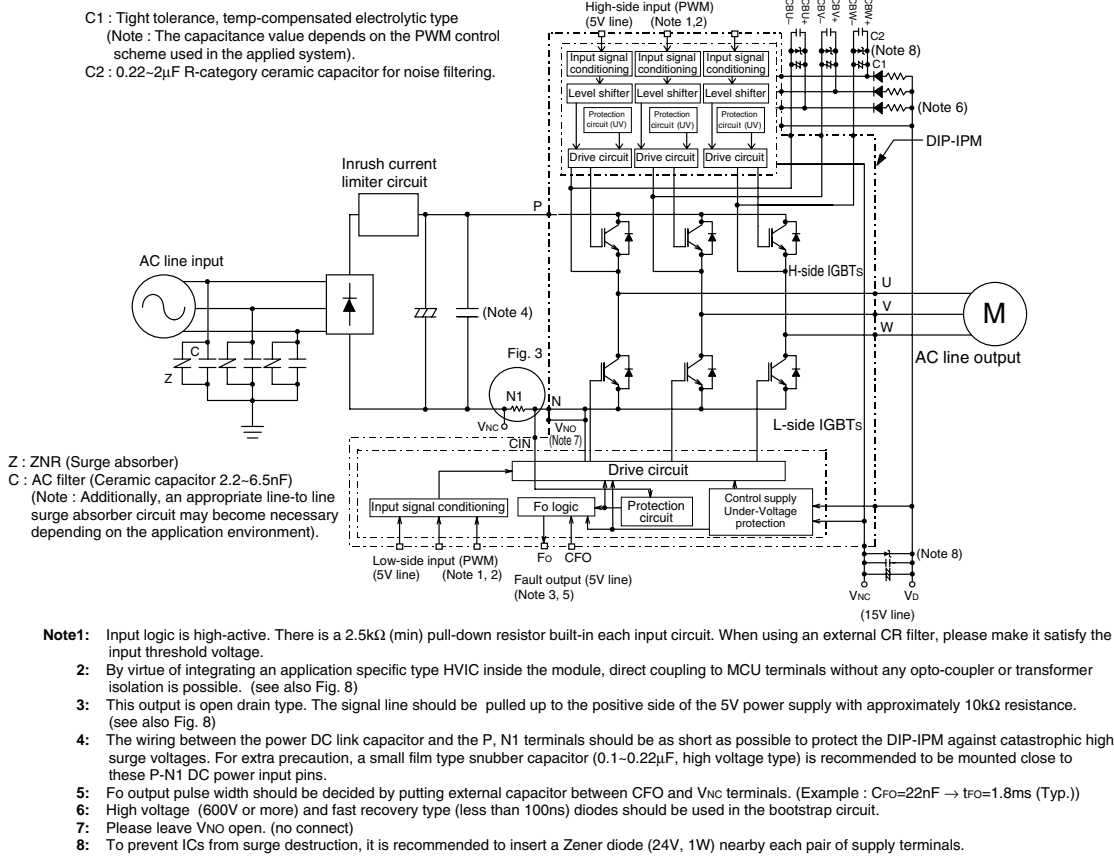 C1 : Tight tolerance, temp-compensated electrolytic type
(Note : The capacitance value depends on the PWM control
scheme used in the applied system).
C2 : 0.22~2μF R-category ceramic capacitor for noise filtering.
High-side input (PWM)
(5V line) (Note 1,2)
CBU-
CBU+
CBV-
CBV+
CBW-
CBW+
C2
(Note 8)
C1
(Note 6)
Input signal conditioning
Input signal conditioning
Input signal conditioning
Level shifter
Level shifter
Level shifter
Protection circuit (UV)
Protection circuit (UV)
Protection circuit (UV)
Drive circuit
Drive circuit
Drive circuit
DIP-IPM
Inrush current
limiter circuit
P
AC line input
H-side IGBTs
U
V
W
M
AC line output
(Note 4)
C
Z
Fig. 3
N1
N
VNC
VNO
(Note 7)
CIN
L-side IGBTs
Z : ZNR (Surge absorber)
C : AC filter (Ceramic capacitor 2.2~6.5nF)
(Note : Additionally, an appropriate line-to line
surge absorber circuit may become necessary
depending on the application environment).
Drive circuit
Input signal conditioning
Fo logic
Protection
circuit
Control supply
Under-Voltage
protection
Low-side input (PWM)
(5V line) (Note 1, 2)
FO CFO
Fault output (5V line)
(Note 3, 5)
(Note 8)
VNC VD
(15V line)
Note1: Input logic is high-active. There is a 2.5kΩ (min) pull-down resistor built-in each input circuit. When using an external CR filter, please make it satisfy the
input threshold voltage.
2: By virtue of integrating an application specific type HVIC inside the module, direct coupling to MCU terminals without any opto-coupler or transformer
isolation is possible. (see also Fig. 8)
3: This output is open drain type. The signal line should be pulled up to the positive side of the 5V power supply with approximately 10kΩ resistance.
(see also Fig. 8)
4: The wiring between the power DC link capacitor and the P, N1 terminals should be as short as possible to protect the DIP-IPM against catastrophic high
surge voltages. For extra precaution, a small film type snubber capacitor (0.1~0.22μF, high voltage type) is recommended to be mounted close to
these P-N1 DC power input pins.
5: Fo output pulse width should be decided by putting external capacitor between CFO and VNC terminals. (Example : CFO=22nF → tFO=1.8ms (Typ.))
6: High voltage (600V or more) and fast recovery type (less than 100ns) diodes should be used in the bootstrap circuit.
7: Please leave VNO open. (no connect)
8: To prevent ICs from surge destruction, it is recommended to insert a Zener diode (24V, 1W) nearby each pair of supply terminals.